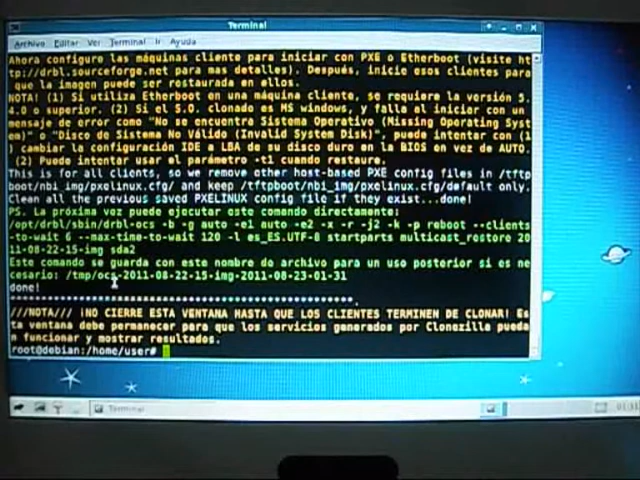 Terminal
Archivo Editar Ver Terminal Ir Ayuda
Ahora configure las máquinas cliente para iniciar con PXE o Etherboot (visite ht
tp://drbl.sourceforge.net para mas detalles). Después, inicie esos clientes para
que la imagen puede ser restaurada en ellos.
NOTA! (1) Si utiliza Etherboot en una máquina cliente, se requiere la versión 5.
4.0 o superior, (2) Si el S.O. clonado es MS windows, y falla al iniciar con un
mensaje de error como "No se encuentre Sistema Operativo (Missing Operating Syst
em)" o "Disco de Sistema No Válido (Invalid System Disk)", puede intentar con (1
) cambiar la configuración IDE a LBA de su disco duro en la BIOS en vez de AUTO.
(2) Puede intentar usar el parámetro -t1 cuando restaure.
This is for all clients, so we remove other host-based PXE config files in /tftp
boot/nbi_img/pxelinux.cfg/ and keep /tftpboot/nbi_img/pxelinux.cfg/default only.
Clean all the previous saved PXELINUX config file if they exist...done!
PS. La próxima vez puede ejecutar este comando directamente:
/opt/drbl/sbin/drbl-ocs -b -g auto -e1 auto -e2 -x -r -j2 -k -p reboot --clients
-to-wait 6 --max-time-to-wait 120 -l es_ES.UTF-8 startparts multicast_restore 20
11-08-22-15-img sda2
Este comando se guarda con este nombre de archivo para un uso posterior si es ne
cesario: /tmp/ocs-2011-08-22-15-img-2011-08-23-01-31
done!
///NOTA/// ¡NO CIERRE ESTA VENTANA HASTA QUE LOS CLIENTES TERMINEN DE CLONAR! Es
ta ventana debe permanecer para que los servicios generados por Clonezilla pueda
n funcionar y mostrar resultados.
root@debian:/home/user#
Terminal